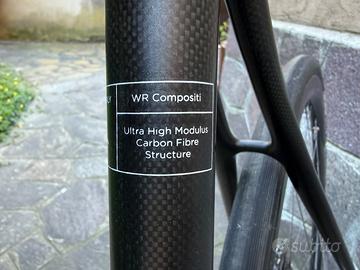 WR Compositi
Ultra High Modulus
Carbon Fibre
Structure
subito